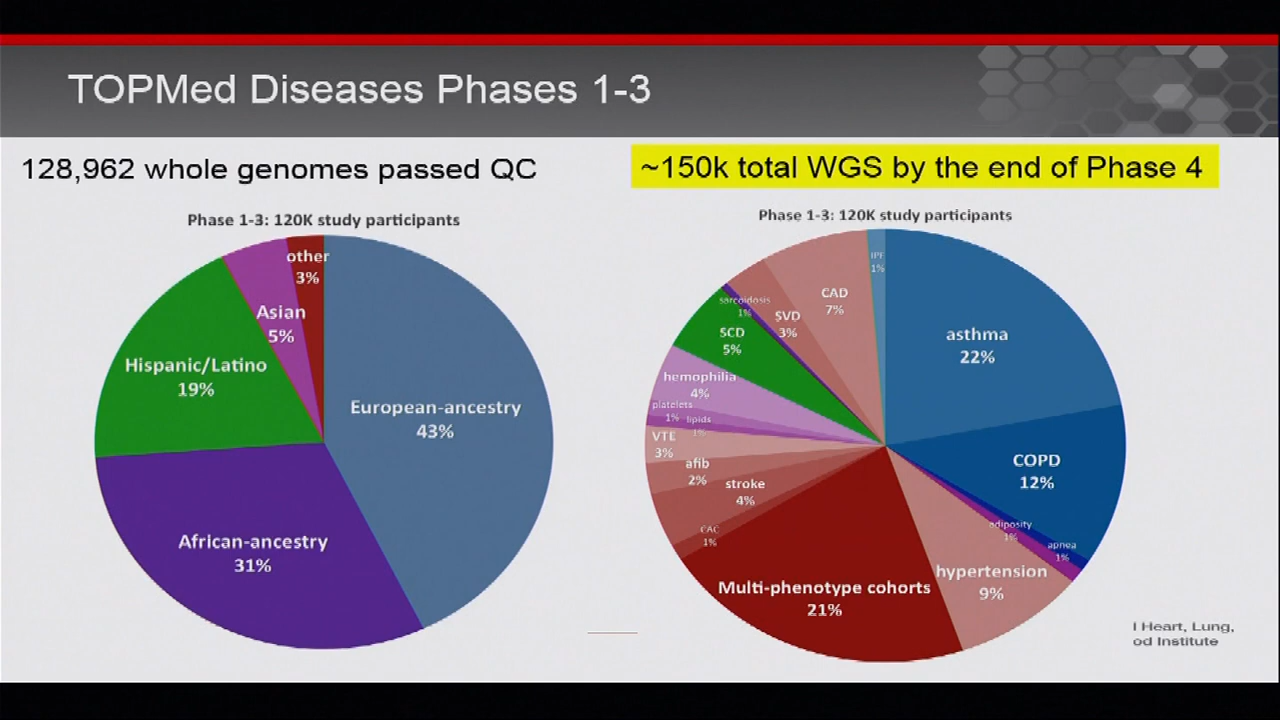 TOPMed Diseases Phases 1-3
128,962 whole genomes passed QC
~150k total WGS by the end of Phase 4
Phase 1-3: 120K study participants
other
3%
Asian
5%
Hispanic/Latino
19%
European-ancestry
43%
African-ancestry
31%
Phase 1-3: 120K study participants
IPF
1%
CAD
7%
sarcoidosis
1%
SVD
3%
SCD
5%
asthma
22%
hemophilia
4%
platelets
1%
lipids
1%
VTE
3%
afib
2%
stroke
4%
CAC
1%
COPD
12%
adiposity
1%
apnea
1%
hypertension
9%
Multi-phenotype cohorts
21%
l Heart, Lung,
od Institute